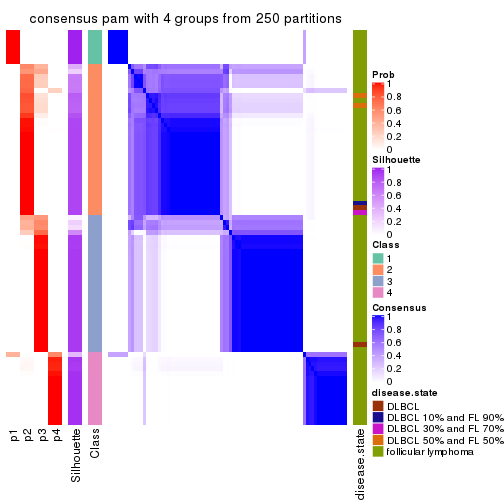 consensus pam with 4 groups from 250 partitions
Prob
1
0.8
0.6
0.4
0.2
0
Silhouette
1
0.8
0.6
0.4
0.2
0
Class
1
2
3
4
Consensus
1
0.8
0.6
0.4
0.2
0
disease.state
DLBCL
DLBCL 10% and FL 90%
DLBCL 30% and FL 70%
DLBCL 50% and FL 50%
follicular lymphoma
p1
p2
p3
p4
Silhouette
Class
disease.state